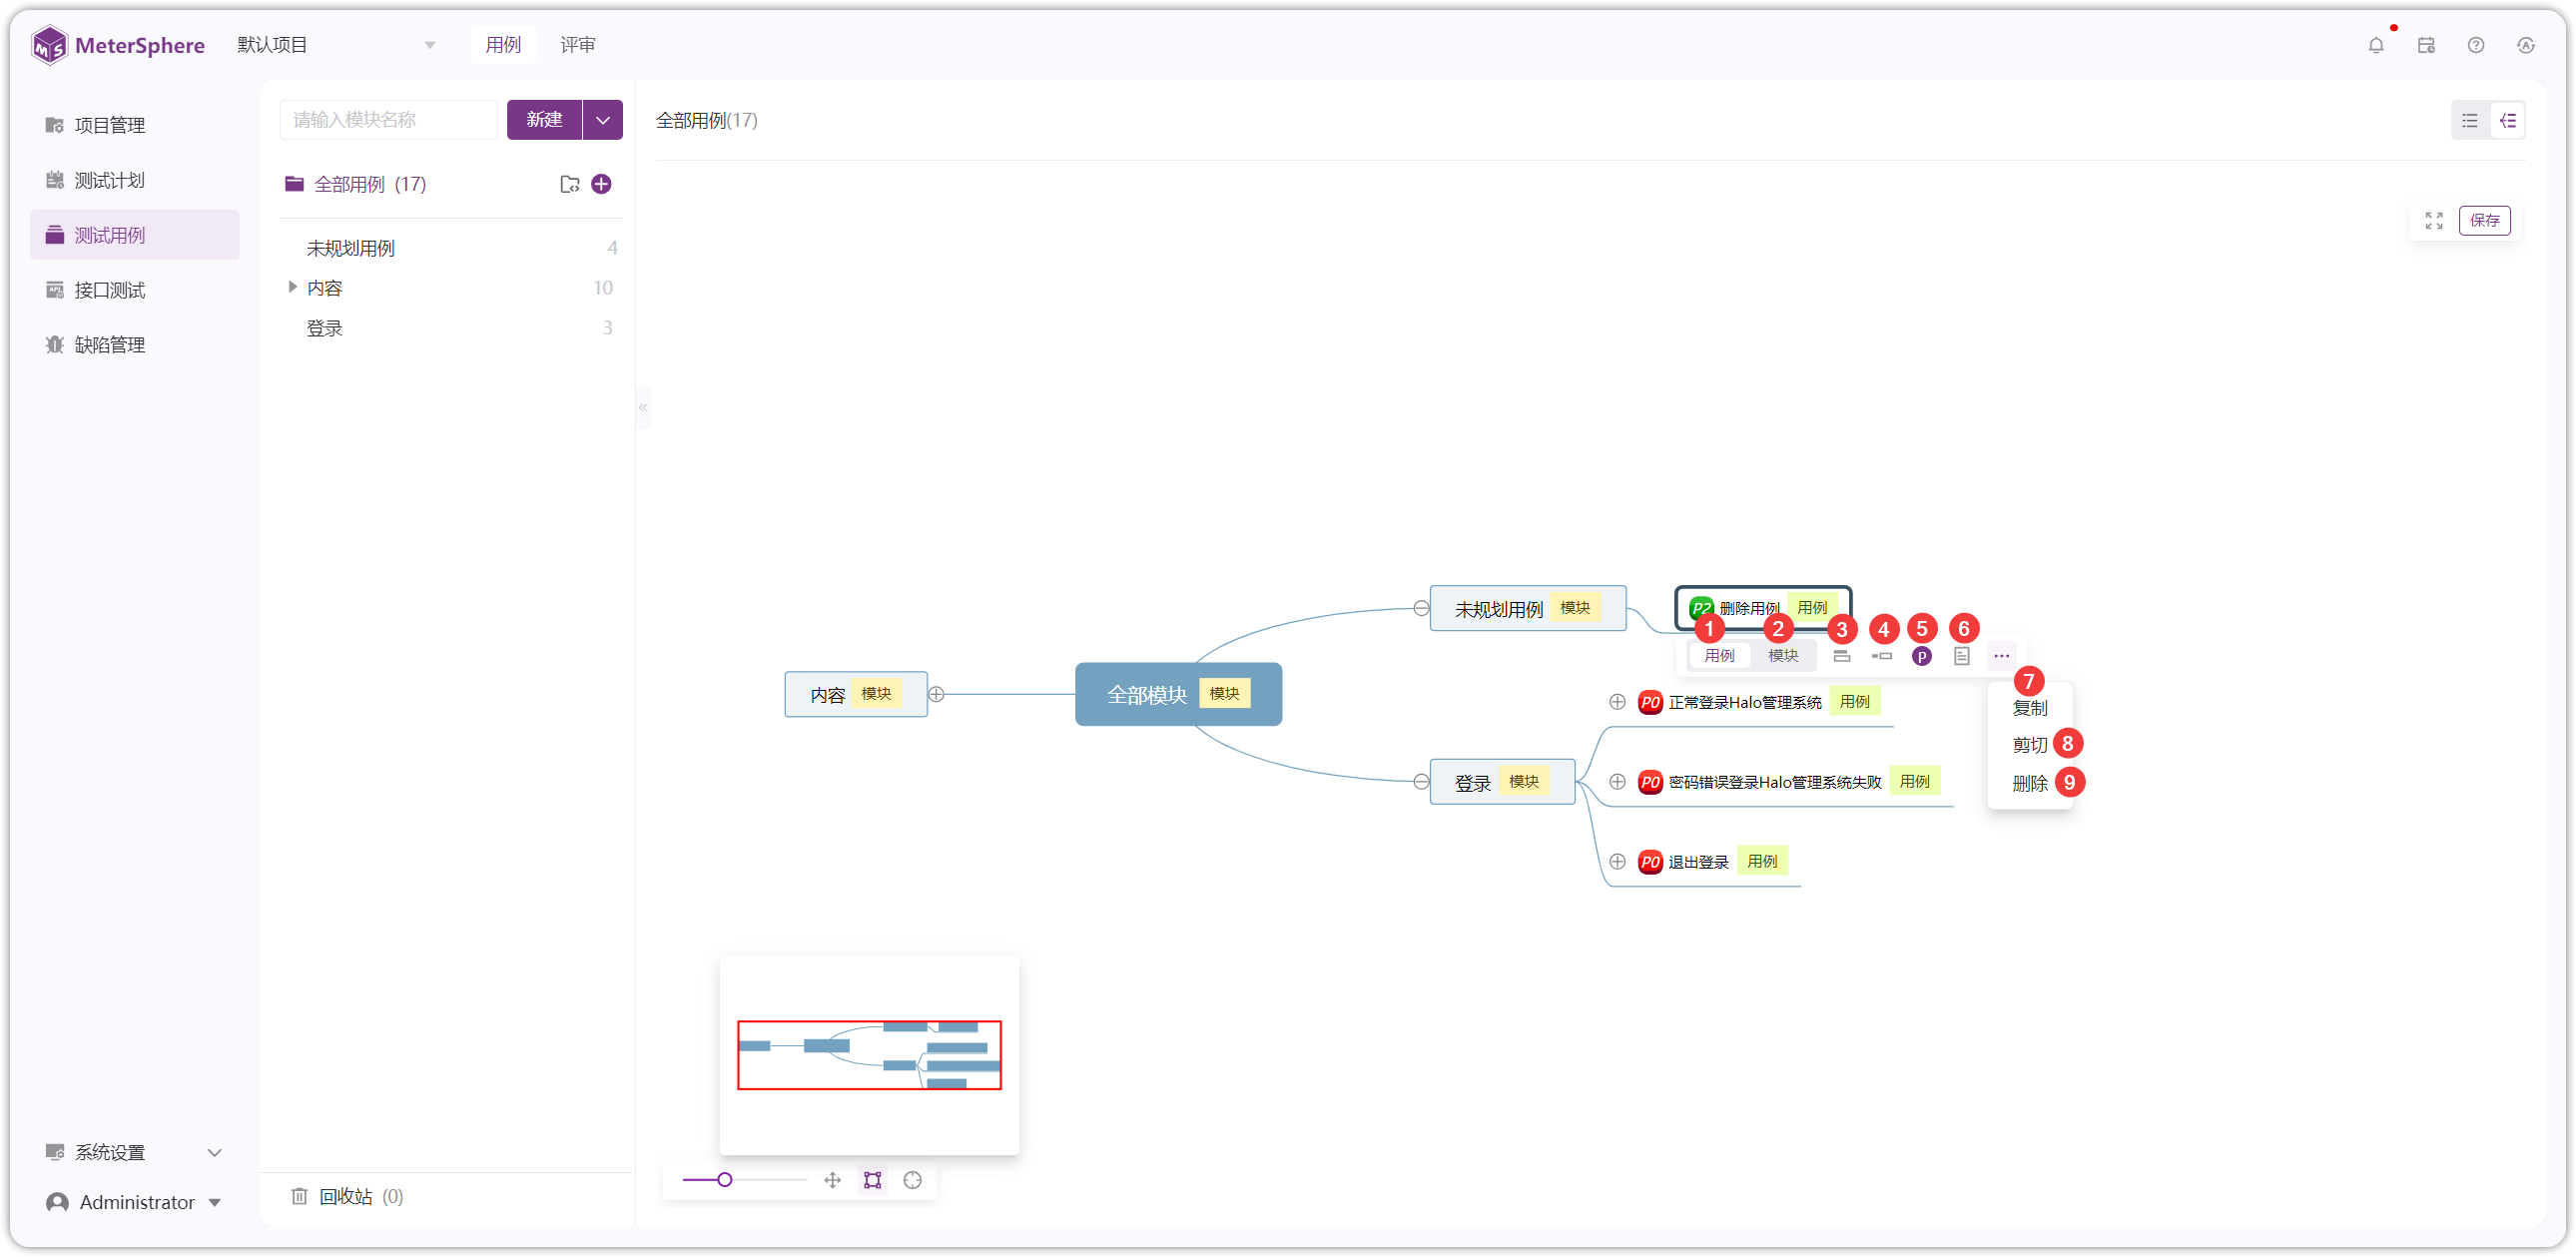 MeterSphere
默认项目
用例
评审
项目管理
测试计划
测试用例
接口测试
缺陷管理
系统设置
Administrator
请输入模块名称
新建
全部用例 (17)
未规划用例 4
内容 10
登录 3
回收站 (0)
全部用例(17)
保存
内容 模块
全部模块 模块
未规划用例 模块
P2 删除用例 用例
1 2 3 4 5 6
用例 模块 P
7
复制
剪切 8
删除 9
登录 模块
P0 正常登录Halo管理系统 用例
P0 密码错误登录Halo管理系统失败 用例
P0 退出登录 用例